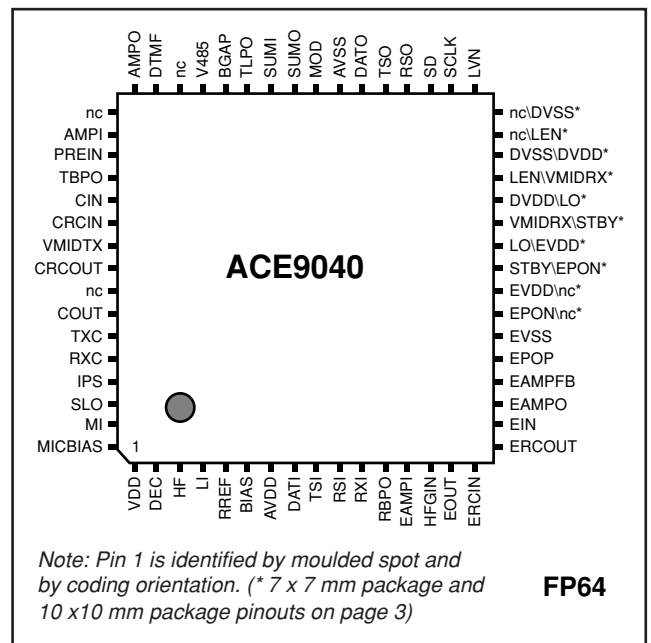 AMPO
DTMF
nc
V485
BGAP
TLPO
SUMI
SUMO
MOD
AVSS
DATO
TSO
RSO
SD
SCLK
LVN
nc
AMPI
PREIN
TBPO
CIN
CRCIN
VMIDTX
CRCOUT
nc
COUT
TXC
RXC
IPS
SLO
MI
MICBIAS
ACE9040
1
nc\DVSS*
nc\LEN*
DVSS\DVDD*
LEN\VMIDRX*
DVDD\LO*
VMIDRX\STBY*
LO\EVDD*
STBY\EPON*
EVDD\nc*
EPON\nc*
EVSS
EPOP
EAMPFB
EAMPO
EIN
ERCOUT
VDD
DEC
HF
LI
RREF
BIAS
AVDD
DATI
TSI
RSI
RXI
RBPO
EAMPI
HFGIN
EOUT
ERCIN
Note: Pin 1 is identified by moulded spot and
by coding orientation. (* 7 x 7 mm package and
10 x10 mm package pinouts on page 3)
FP64